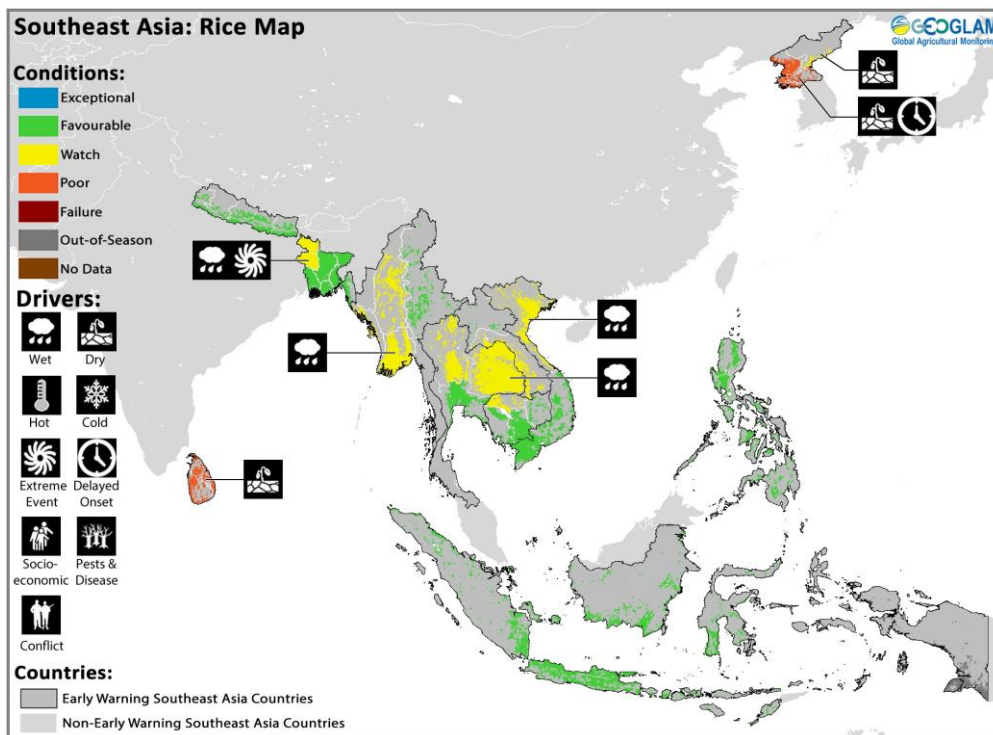 Southeast Asia: Rice Map
GEOGLAM
Global Agricultural Monitoring
Conditions:
Exceptional
Favourable
Watch
Poor
Failure
Out-of-Season
No Data
Drivers:
Wet
Dry
Hot
Cold
Extreme
Event
Delayed
Onset
Socio-
economic
Pests &
Disease
Conflict
Countries:
Early Warning Southeast Asia Countries
Non-Early Warning Southeast Asia Countries